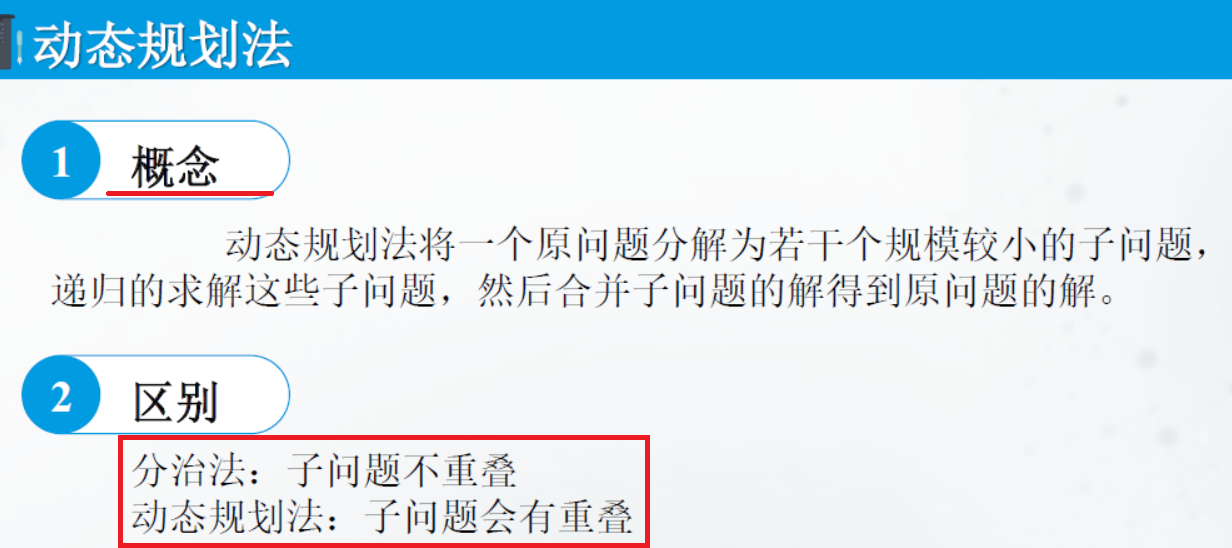 动态规划法
1 概念
动态规划法将一个原问题分解为若干个规模较小的子问题，
递归的求解这些子问题，然后合并子问题的解得到原问题的解。
2 区别
分治法：子问题不重叠
动态规划法：子问题会有重叠